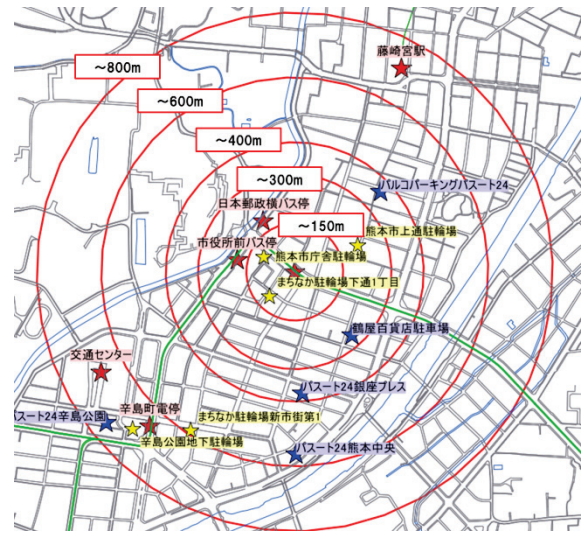 藤崎宮駅
～800m
～600m
～400m
～300m
パルコパーキングパスート24
日本郵政横バス停
～150m
熊本市上通駐輪場
市役所前バス停
熊本市庁舎駐輪場
まちなか駐輪場下通1丁目
鶴屋百貨店駐車場
交通センター
パスート24銀座プレス
辛島町電停
パスート24辛島公園
まちなか駐輪場新市街第1
辛島公園地下駐輪場
パスート24熊本中央